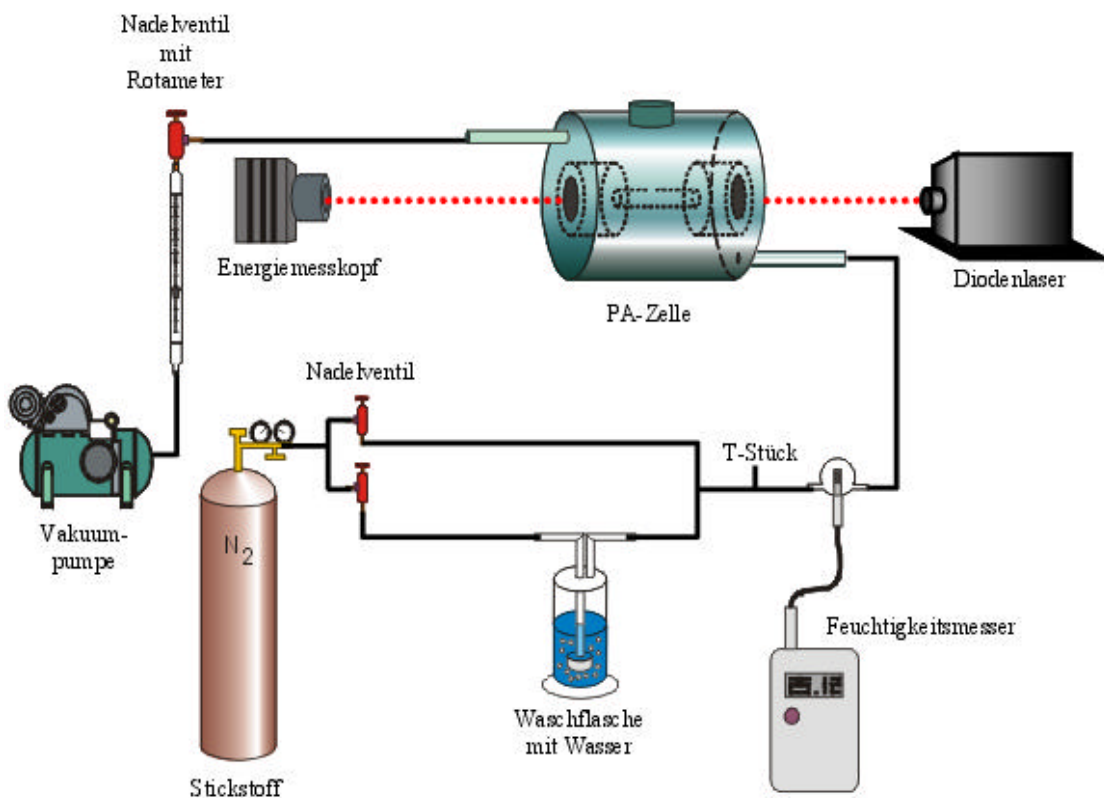 Nadelventil
mit
Rotameter
Energiemesskopf
PA-Zelle
Diodenlaser
Nadelventil
T-Stück
Vakuum-
pumpe
N2
Feuchtigkeitsmesser
Waschflasche
mit Wasser
Stickstoff